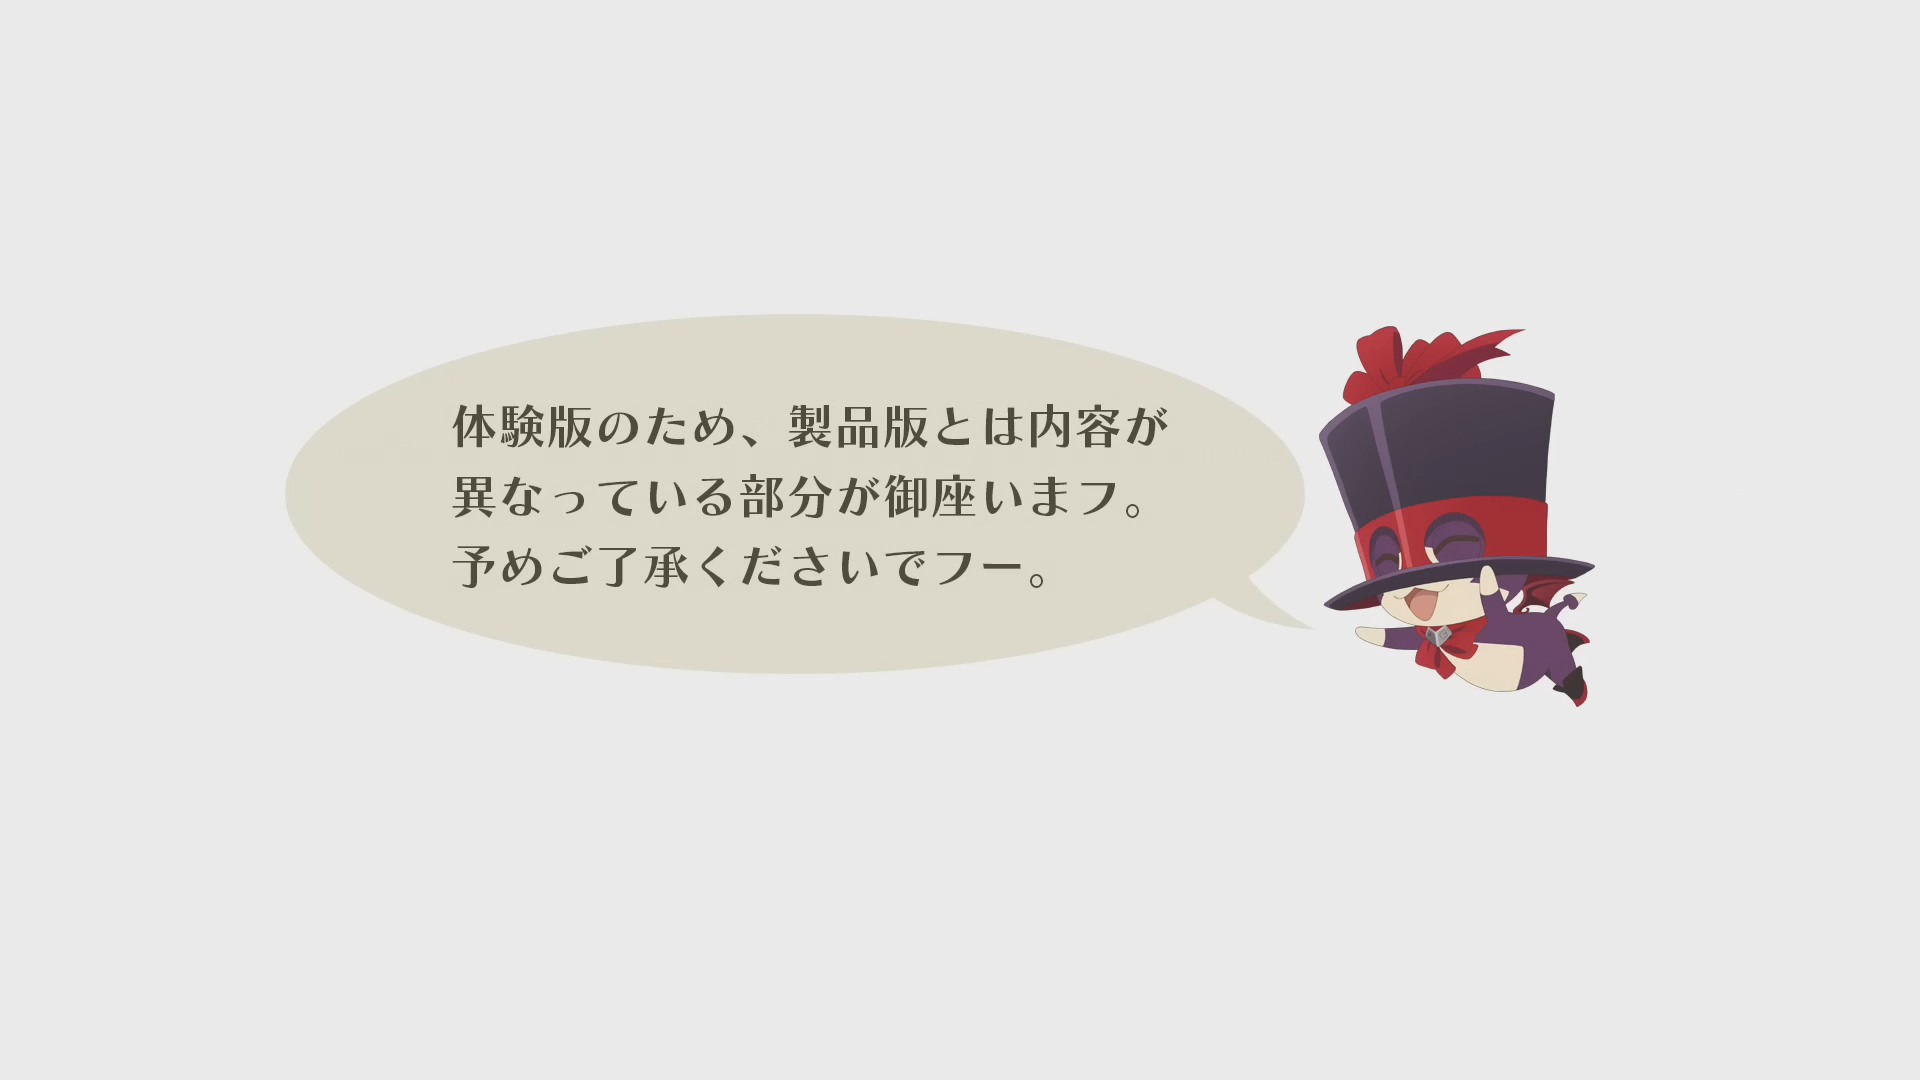 体験版のため、製品版とは内容が
異なっている部分が御座いまフ。
予めご了承くださいでフー。